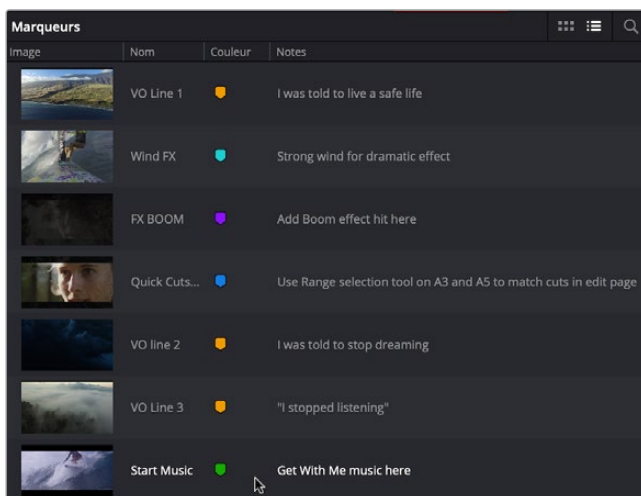 Marqueurs
Image Nom Couleur Notes
VO Line 1 I was told to live a safe life
Wind FX Strong wind for dramatic effect
FX BOOM Add Boom effect hit here
Quick Cuts... Use Range selection tool on A3 and A5 to match cuts in edit page
VO line 2 I was told to stop dreaming
VO Line 3 "I stopped listening"
Start Music Get With Me music here